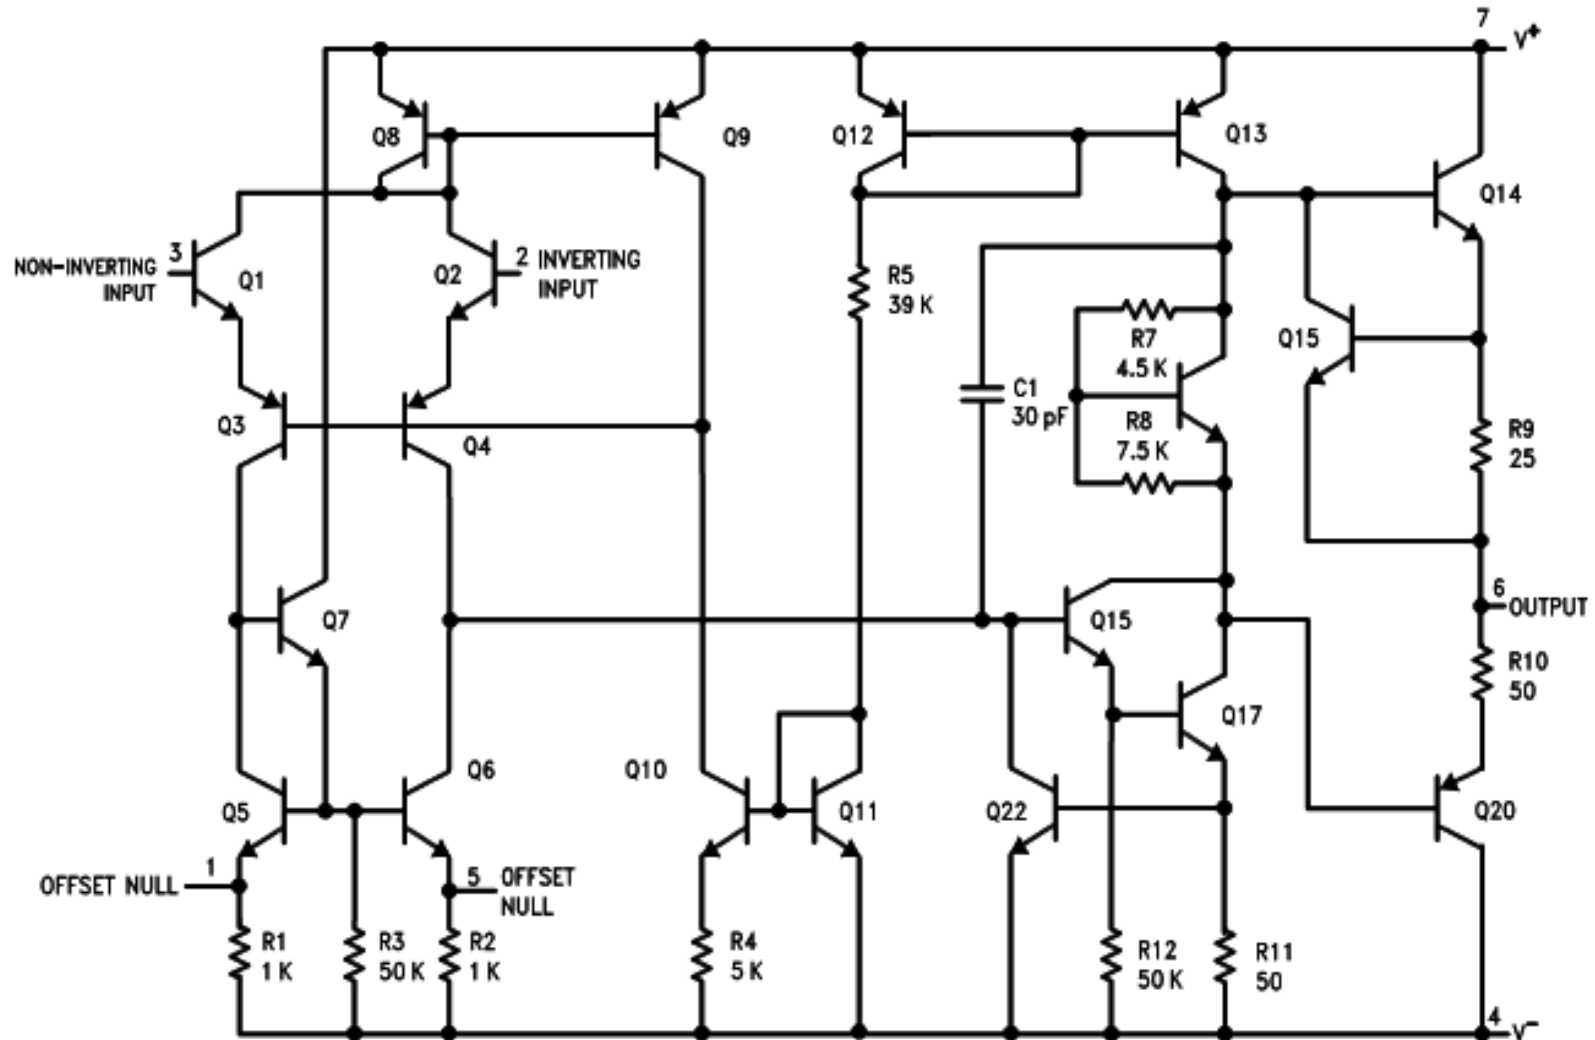 7
V+
Q8
Q9
Q12
Q13
Q14
3
NON-INVERTING
INPUT
Q1
Q2
2 INVERTING
INPUT
R5
39 K
R7
4.5 K
Q15
Q3
Q4
C1
30 pF
R8
7.5 K
R9
25
Q7
Q15
6
OUTPUT
R10
50
Q17
Q5
Q6
Q10
Q11
Q22
Q20
1
OFFSET NULL
5 OFFSET
NULL
R1
1 K
R3
50 K
R2
1 K
R4
5 K
R12
50 K
R11
50
4
V-